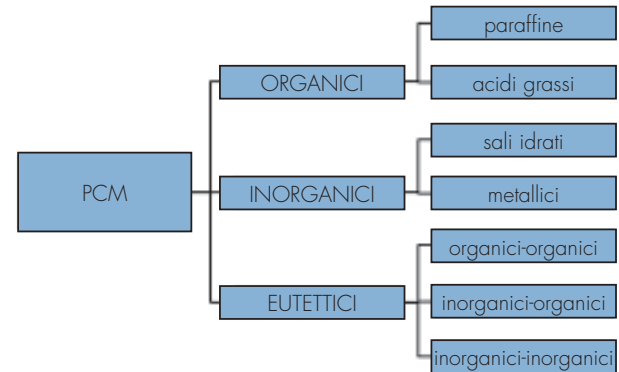 PCM
ORGANICI
paraffine
acidi grassi
INORGANICI
sali idrati
metallici
EUTETTICI
organici-organici
inorganici-organici
inorganici-inorganici